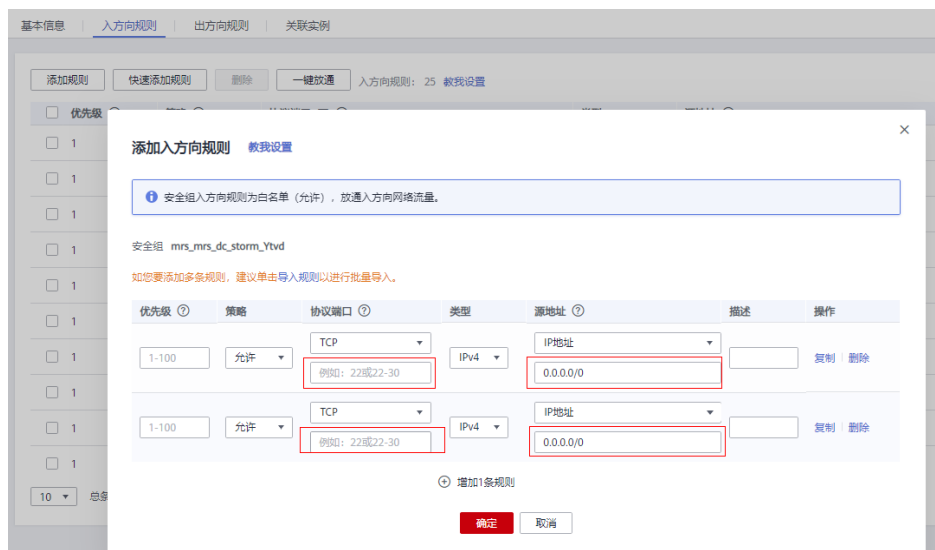 基本信息 入方向规则 出方向规则 关联实例
添加规则 快速添加规则 删除 一键放通 入方向规则: 25 教我设置
优先级
1
1
1
1
1
1
1
1
1
1
10 总条
添加入方向规则 教我设置
安全组入方向规则为白名单（允许），放通入方向网络流量。
安全组 mrs_mrs_dc_storm_Ytvd
如您要添加多条规则，建议单击导入规则以进行批量导入。
优先级 策略 协议端口 类型 源地址 描述 操作
1-100 允许 TCP IPv4 IP地址 复制 删除
例如：22或22-30 0.0.0.0/0
1-100 允许 TCP IPv4 IP地址 复制 删除
例如：22或22-30 0.0.0.0/0
增加1条规则
确定 取消